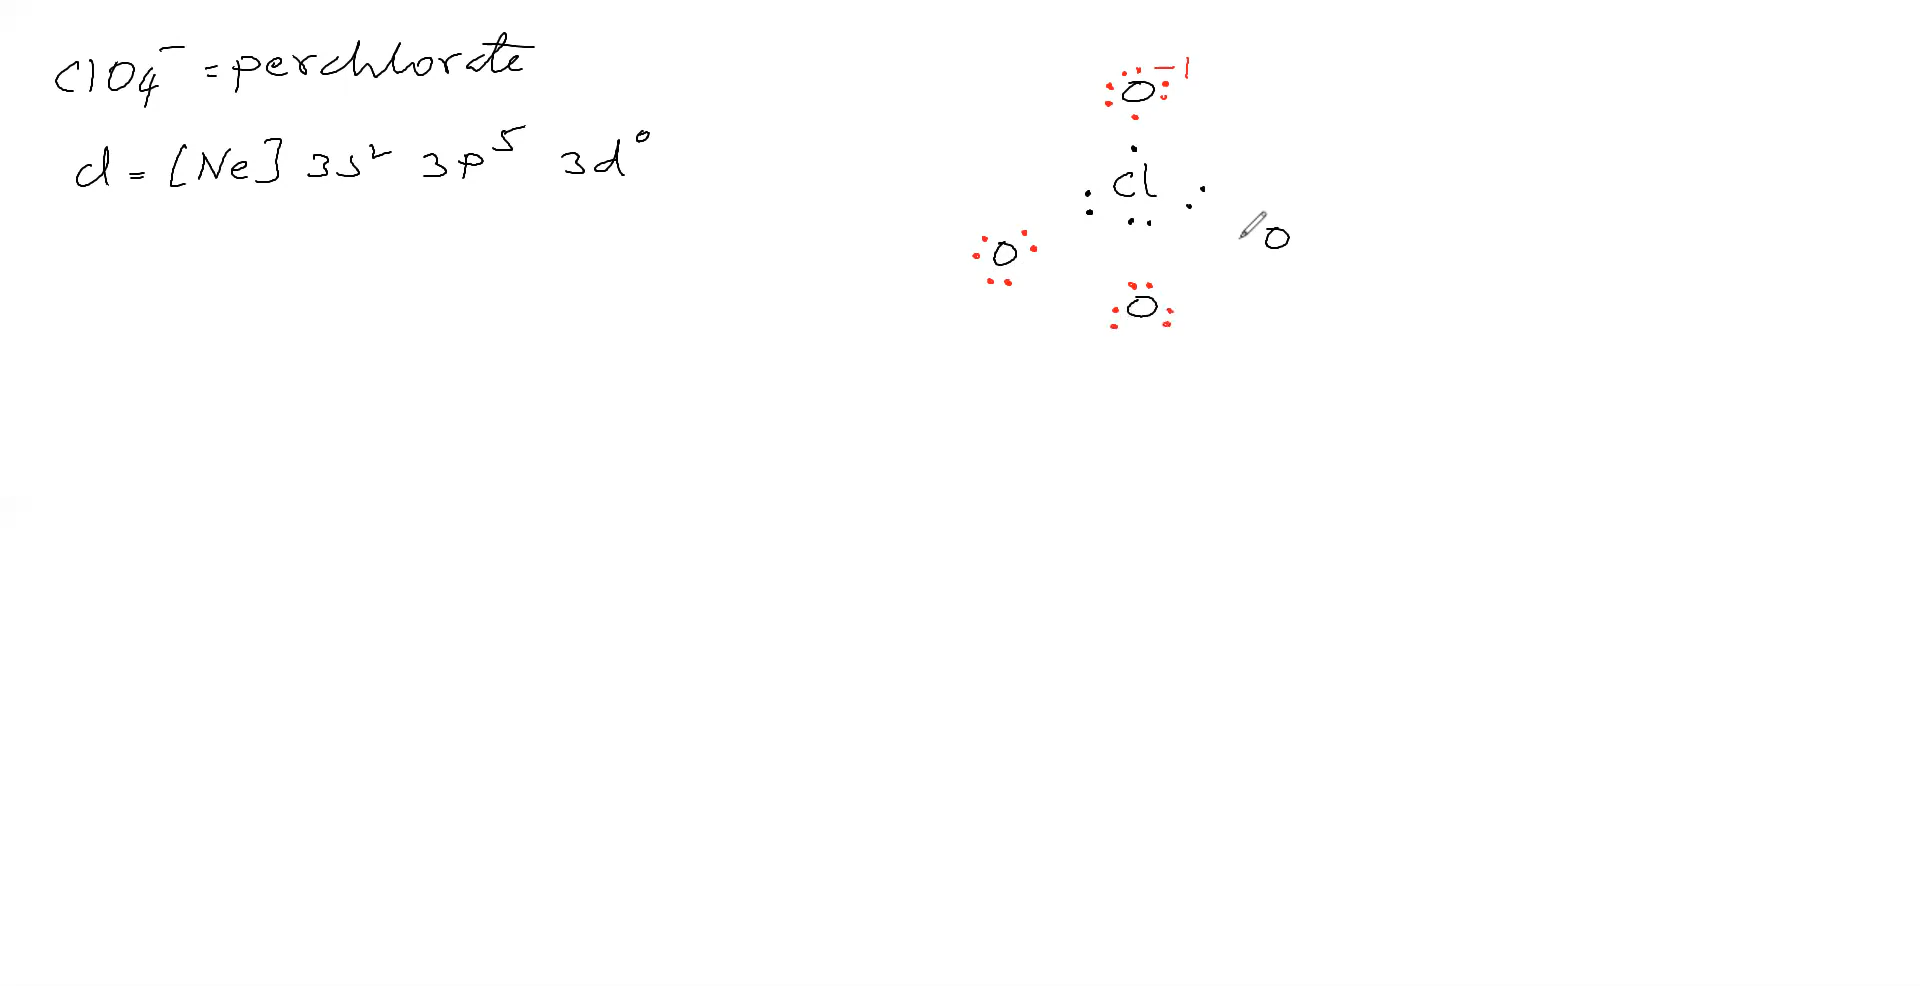 ClO4⁻ = perchlorate
Cl = [Ne] 3s² 3p⁵ 3d⁰
O⁻¹
Cl
O
O
O